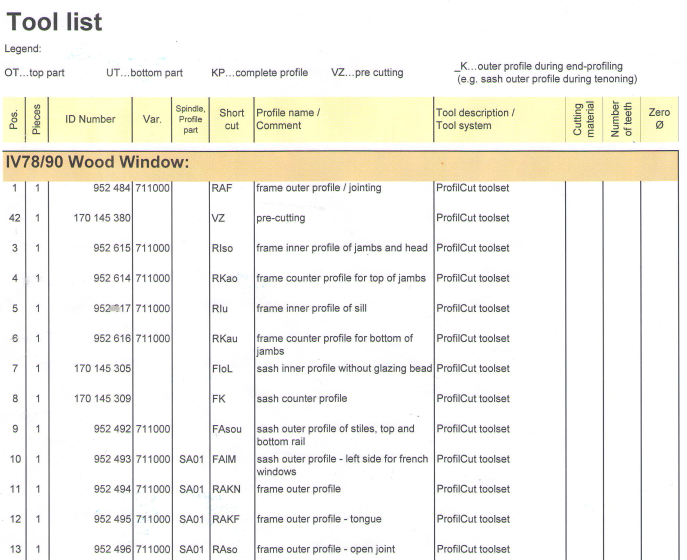 Tool list
Legend:
OT...top part UT...bottom part KP...complete profile VZ...pre cutting _K...outer profile during end-profiling
(e.g. sash outer profile during tenoning)
Pos. Pieces ID Number Var. Spindle, Profile part Short cut Profile name / Comment Tool description / Tool system Cutting material Number of teeth Zero Ø
IV78/90 Wood Window:
1 1 952 484 711000 RAF frame outer profile / jointing ProfilCut toolset
42 1 170 145 380 VZ pre-cutting ProfilCut toolset
3 1 952 615 711000 RIso frame inner profile of jambs and head ProfilCut toolset
4 1 952 614 711000 RKao frame counter profile for top of jambs ProfilCut toolset
5 1 711000 RIu frame inner profile of sill ProfilCut toolset
6 1 952 616 711000 RKau frame counter profile for bottom of ProfilCut toolset
jambs
7 1 170 145 305 FIoL sash inner profile without glazing bead ProfilCut toolset
8 1 170 145 309 FK sash counter profile ProfilCut toolset
9 1 952 492 711000 FAsou sash outer profile of stiles, top and ProfilCut toolset
bottom rail
10 1 952 493 711000 SA01 FAlM sash outer profile - left side for french ProfilCut toolset
windows
11 1 952 494 711000 SA01 RAKN frame outer profile ProfilCut toolset
12 1 952 495 711000 SA01 RAKF frame outer profile - tongue ProfilCut toolset
13 1 952 496 711000 SA01 RAso frame outer profile - open joint ProfilCut toolset